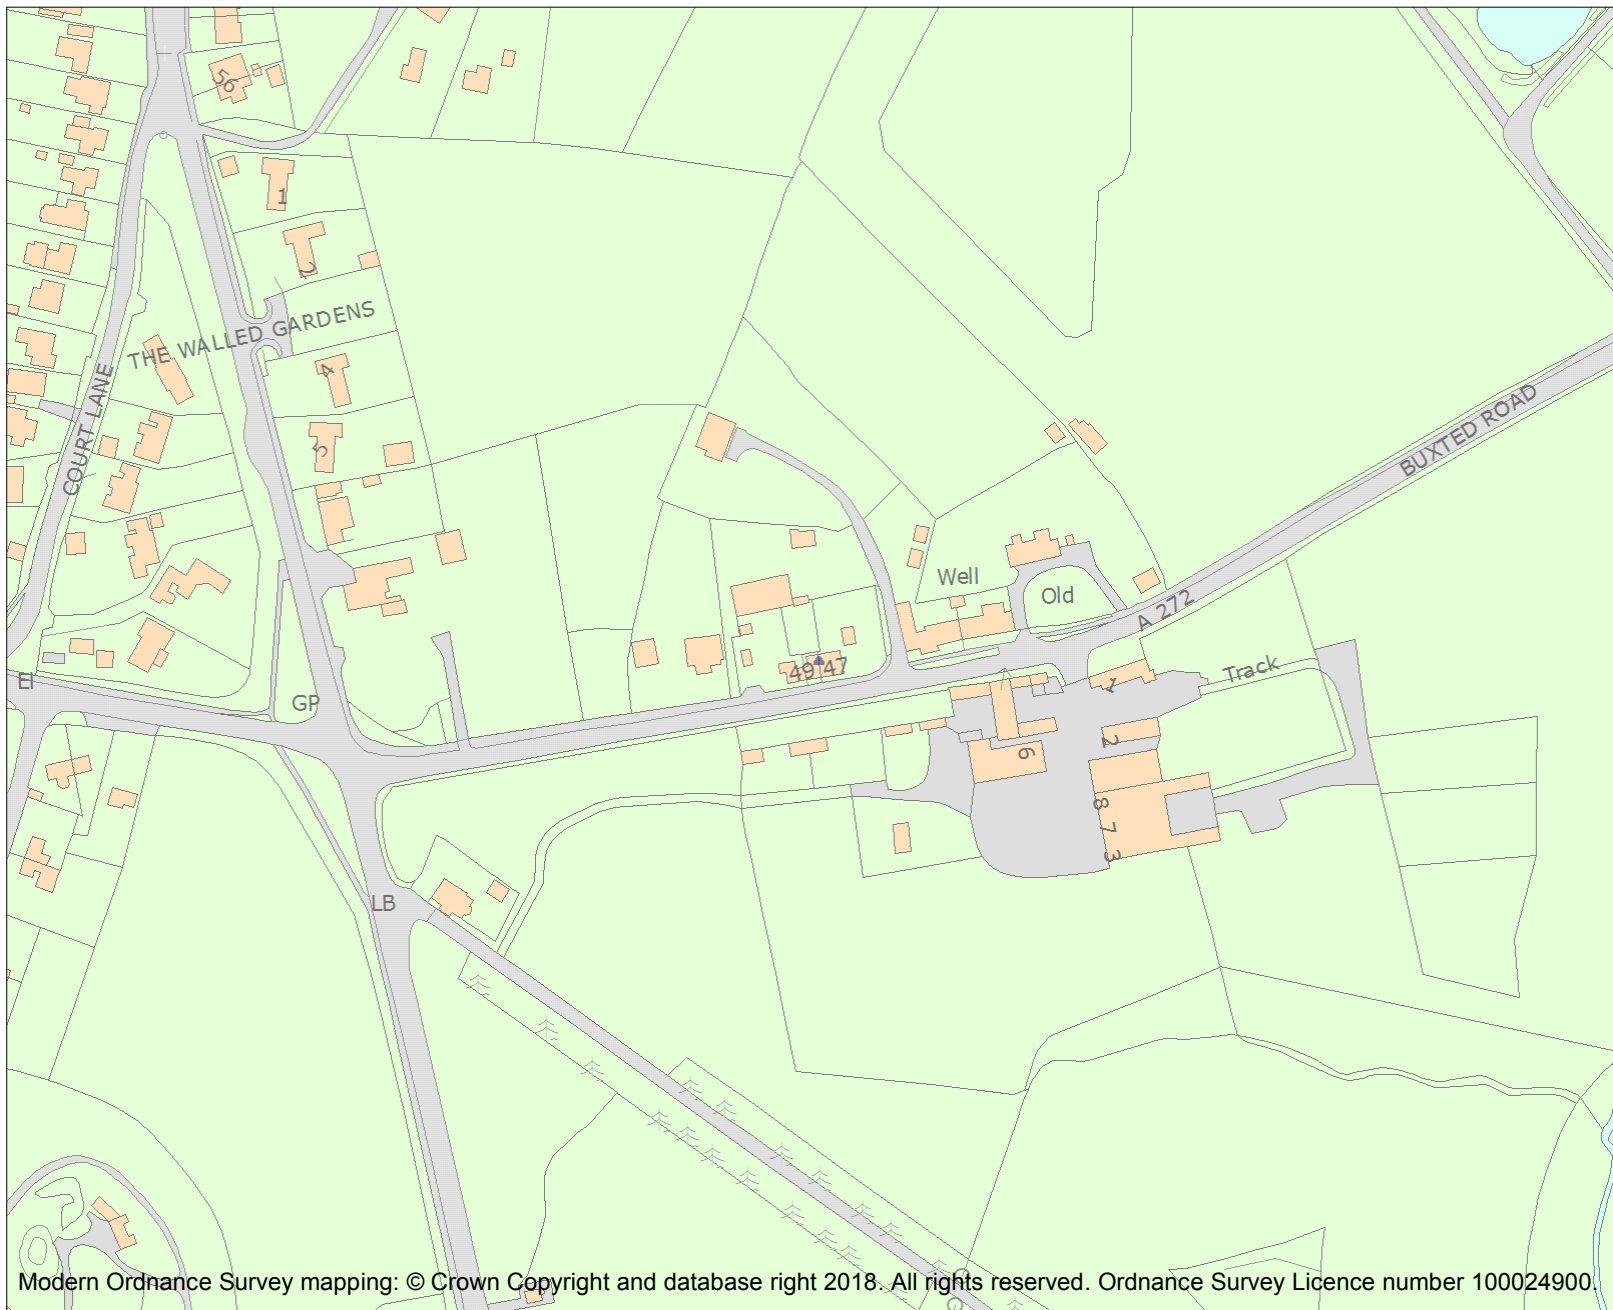 56
1
2
THE WALLED GARDENS
4
COURT LANE
5
BUXTED ROAD
Well
Old
A 272
49 47
Track
1
El
GP
2
6
8
7
3
LB
Modern Ordnance Survey mapping: © Crown Copyright and database right 2018. All rights reserved. Ordnance Survey Licence number 100024900.